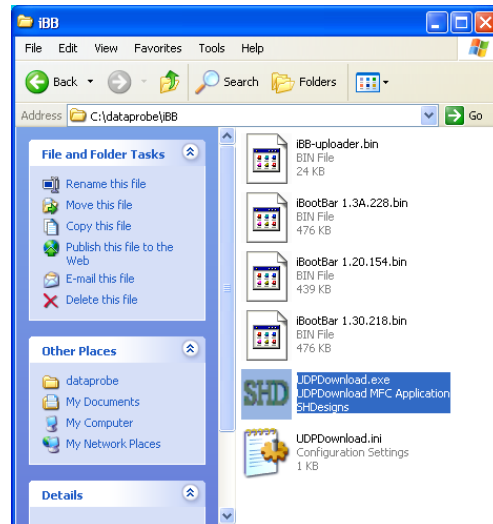 iBB
File Edit View Favorites Tools Help
Back Search Folders
Address C:\dataprobe\iBB Go
File and Folder Tasks
Rename this file
Move this file
Copy this file
Publish this file to the
Web
E-mail this file
Delete this file
Other Places
dataprobe
My Documents
My Computer
My Network Places
Details
iBB-uploader.bin
BIN File
24 KB
iBootBar 1.3A.228.bin
BIN File
476 KB
iBootBar 1.20.154.bin
BIN File
439 KB
iBootBar 1.30.218.bin
BIN File
476 KB
SHD
UDPDownload.exe
UDPDownload MFC Application
SHDesigns
UDPDownload.ini
Configuration Settings
1 KB